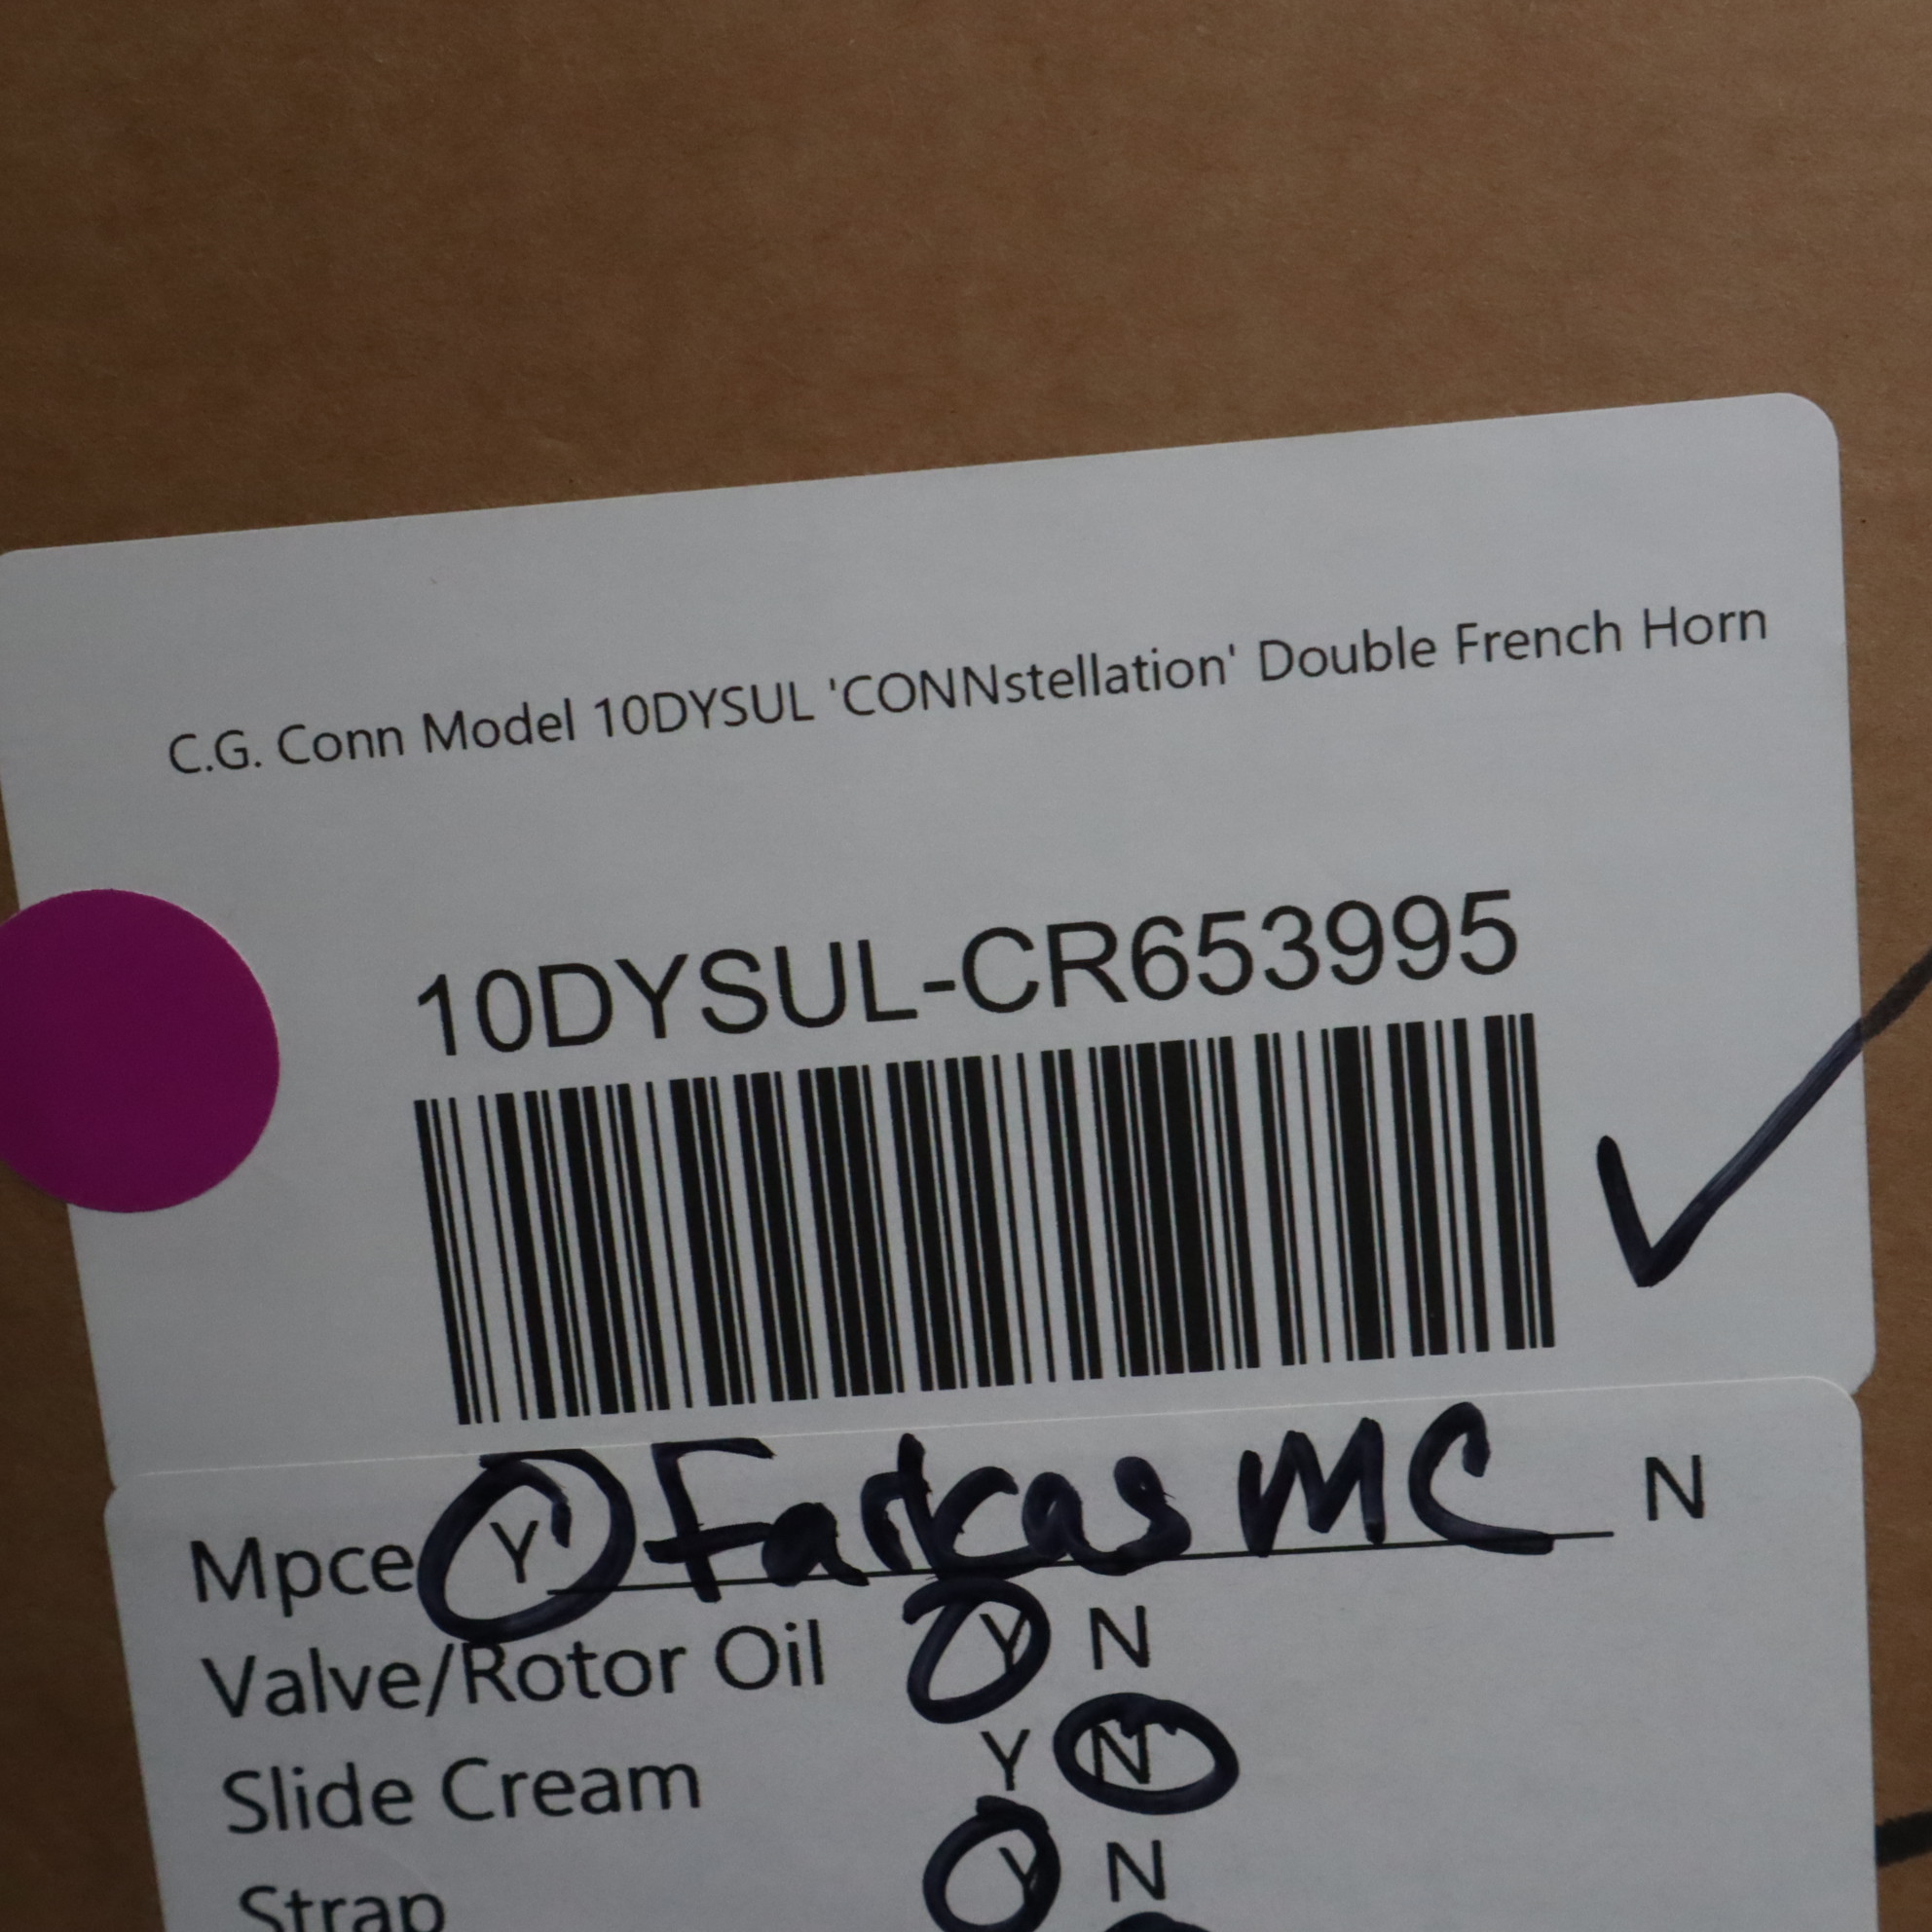 C.G. Conn Model 10DYSUL 'CONNstellation' Double French Horn
10DYSUL-CR653995
Mpce Y Farkas MC N
Valve/Rotor Oil Y N
Slide Cream Y N
Strap Y N